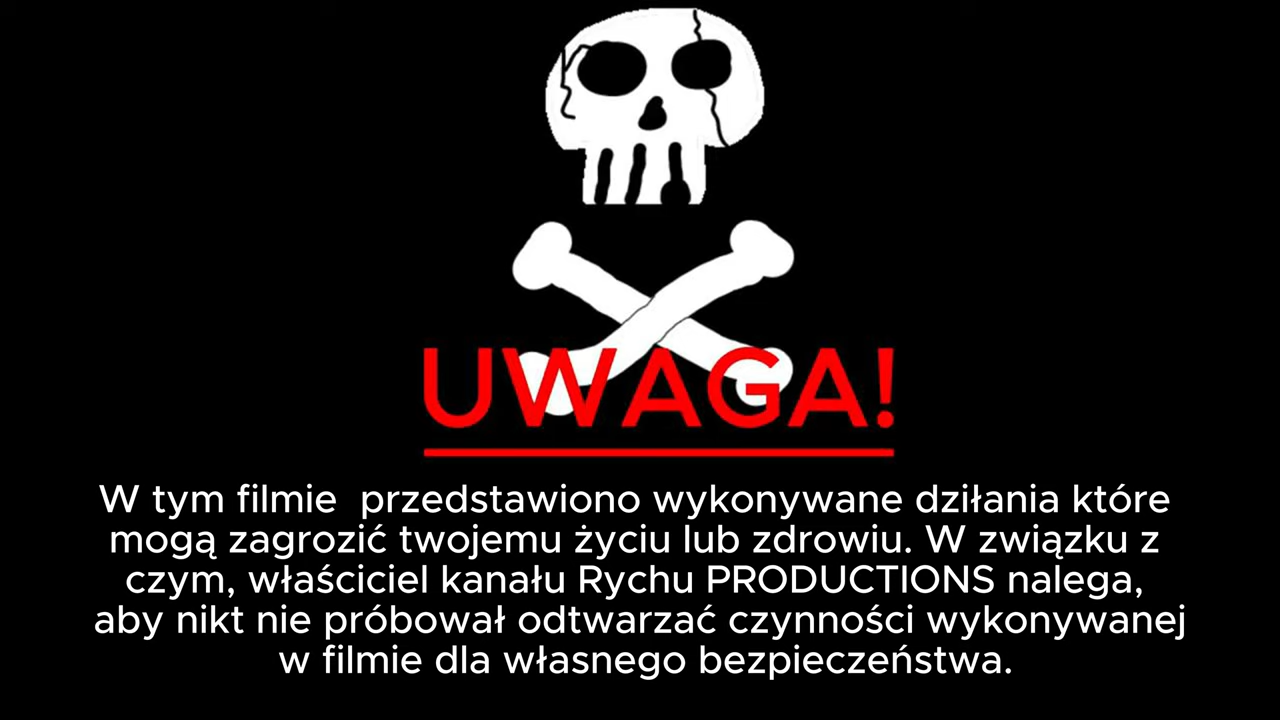 UWAGA!
W tym filmie  przedstawiono wykonywane dziłania które
mogą zagrozić twojemu życiu lub zdrowiu. W związku z
czym, właściciel kanału Rychu PRODUCTIONS nalega,
aby nikt nie próbował odtwarzać czynności wykonywanej
w filmie dla własnego bezpieczeństwa.